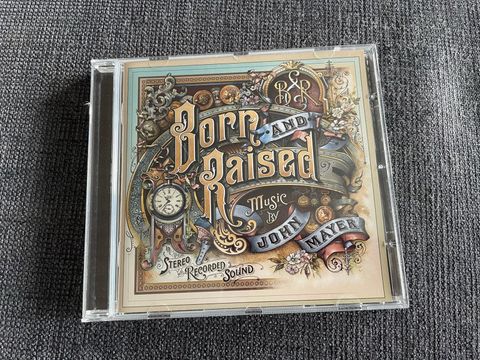 B & R
Born
AND
Raised
Music
BY
JOHN
MAYER
STEREO
RECORDED
SOUND